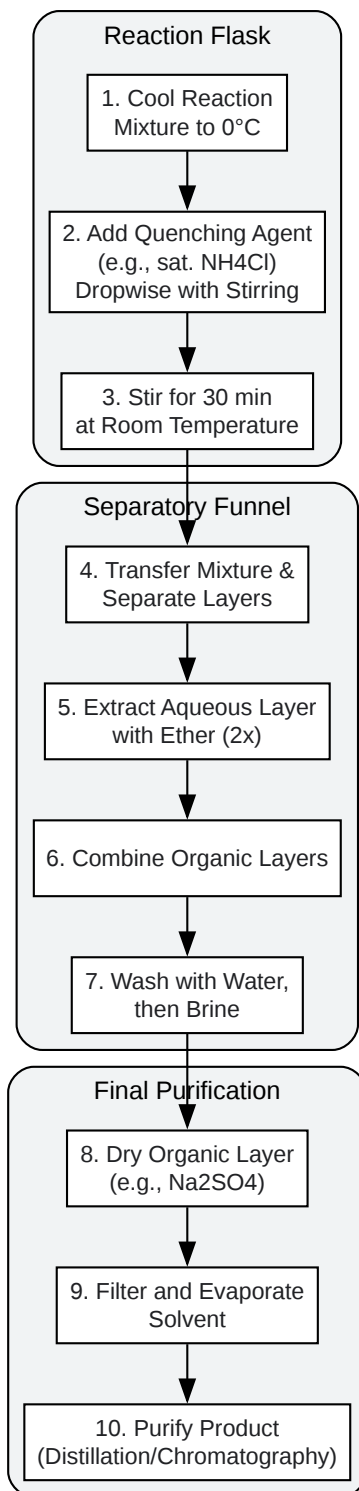 Reaction Flask
1. Cool Reaction
Mixture to 0°C
2. Add Quenching Agent
(e.g., sat. NH4Cl)
Dropwise with Stirring
3. Stir for 30 min
at Room Temperature
Separatory Funnel
4. Transfer Mixture &
Separate Layers
5. Extract Aqueous Layer
with Ether (2x)
6. Combine Organic Layers
7. Wash with Water,
then Brine
Final Purification
8. Dry Organic Layer
(e.g., Na2SO4)
9. Filter and Evaporate
Solvent
10. Purify Product
(Distillation/Chromatography)